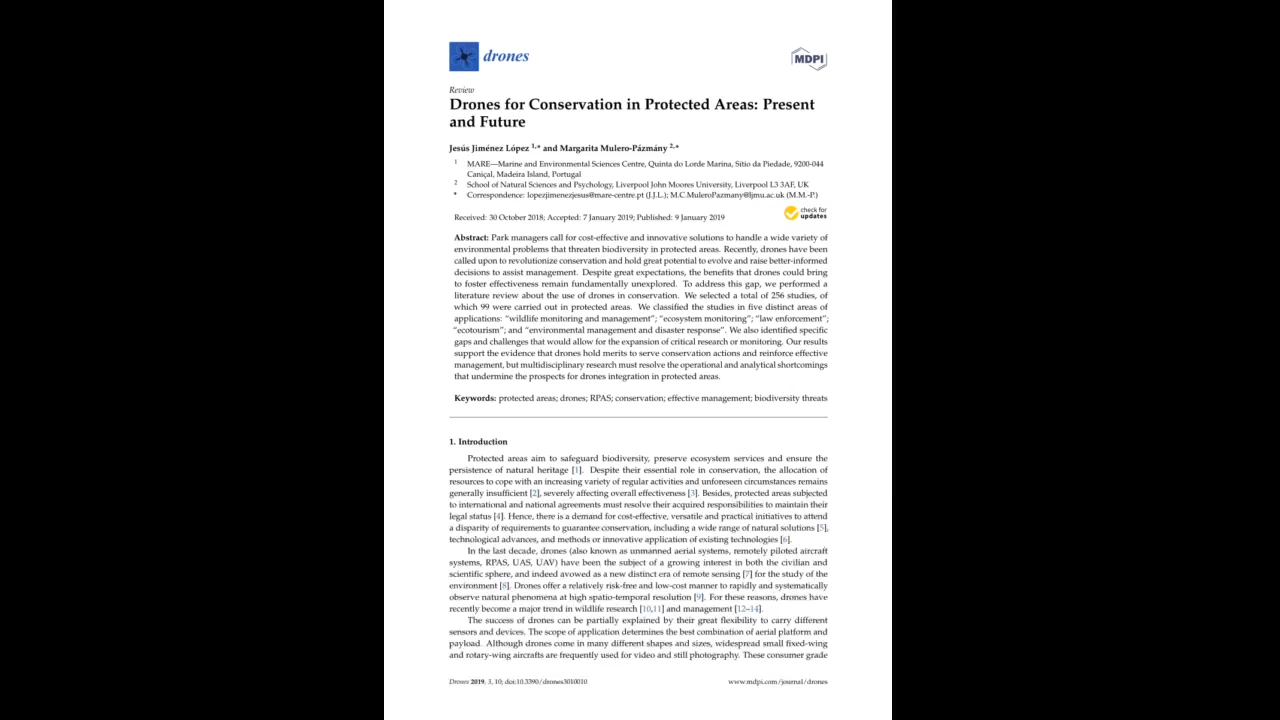 drones
MDPI
Review
Drones for Conservation in Protected Areas: Present
and Future
Jesús Jiménez López 1,* and Margarita Mulero-Pázmány 2,*
1 MARE—Marine and Environmental Sciences Centre, Quinta do Lorde Marina, Sítio da Piedade, 9200-044
Caniçal, Madeira Island, Portugal
2 School of Natural Sciences and Psychology, Liverpool John Moores University, Liverpool L3 3AF, UK
* Correspondence: lopezjimenezjesus@mare-centre.pt (J.J.L.); M.C.MuleroPazmany@ljmu.ac.uk (M.M.-P.)
Received: 30 October 2018; Accepted: 7 January 2019; Published: 9 January 2019
check for
updates
Abstract: Park managers call for cost-effective and innovative solutions to handle a wide variety of
environmental problems that threaten biodiversity in protected areas. Recently, drones have been
called upon to revolutionize conservation and hold great potential to evolve and raise better-informed
decisions to assist management. Despite great expectations, the benefits that drones could bring
to foster effectiveness remain fundamentally unexplored. To address this gap, we performed a
literature review about the use of drones in conservation. We selected a total of 256 studies, of
which 99 were carried out in protected areas. We classified the studies in five distinct areas of
applications: “wildlife monitoring and management”; “ecosystem monitoring”; “law enforcement”;
“ecotourism”; and “environmental management and disaster response”. We also identified specific
gaps and challenges that would allow for the expansion of critical research or monitoring. Our results
support the evidence that drones hold merits to serve conservation actions and reinforce effective
management, but multidisciplinary research must resolve the operational and analytical shortcomings
that undermine the prospects for drones integration in protected areas.
Keywords: protected areas; drones; RPAS; conservation; effective management; biodiversity threats
1. Introduction
Protected areas aim to safeguard biodiversity, preserve ecosystem services and ensure the
persistence of natural heritage [1]. Despite their essential role in conservation, the allocation of
resources to cope with an increasing variety of regular activities and unforeseen circumstances remains
generally insufficient [2], severely affecting overall effectiveness [3]. Besides, protected areas subjected
to international and national agreements must resolve their acquired responsibilities to maintain their
legal status [4]. Hence, there is a demand for cost-effective, versatile and practical initiatives to attend
a disparity of requirements to guarantee conservation, including a wide range of natural solutions [5],
technological advances, and methods or innovative application of existing technologies [6].
In the last decade, drones (also known as unmanned aerial systems, remotely piloted aircraft
systems, RPAS, UAS, UAV) have been the subject of a growing interest in both the civilian and
scientific sphere, and indeed avowed as a new distinct era of remote sensing [7] for the study of the
environment [8]. Drones offer a relatively risk-free and low-cost manner to rapidly and systematically
observe natural phenomena at high spatio-temporal resolution [9]. For these reasons, drones have
recently become a major trend in wildlife research [10,11] and management [12–14].
The success of drones can be partially explained by their great flexibility to carry different
sensors and devices. The scope of application determines the best combination of aerial platform and
payload. Although drones come in many different shapes and sizes, widespread small fixed-wing
and rotary-wing aircrafts are frequently used for video and still photography. These consumer grade
Drones 2019, 3, 10; doi:10.3390/drones3010010
www.mdpi.com/journal/drones